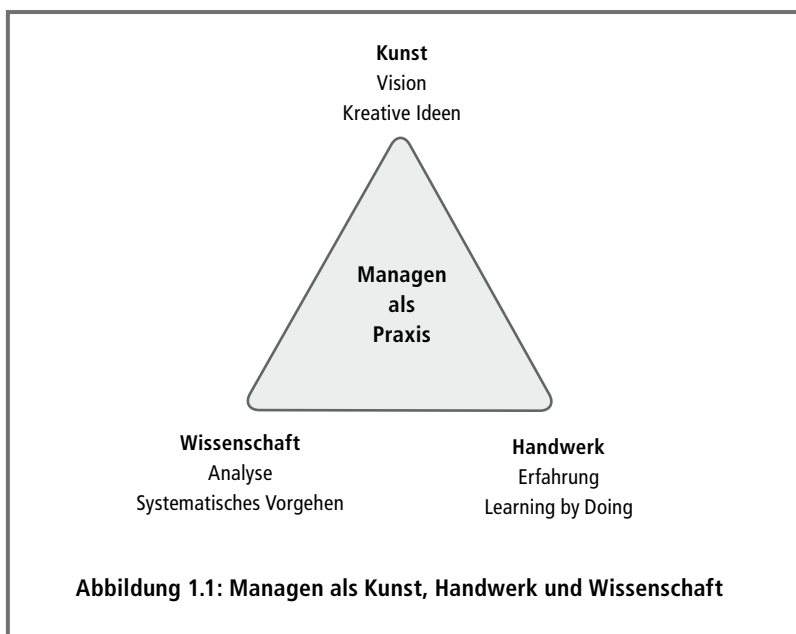 Kunst
Vision
Kreative Ideen
Managen
als
Praxis
Wissenschaft
Analyse
Systematisches Vorgehen
Handwerk
Erfahrung
Learning by Doing
Abbildung 1.1: Managen als Kunst, Handwerk und Wissenschaft